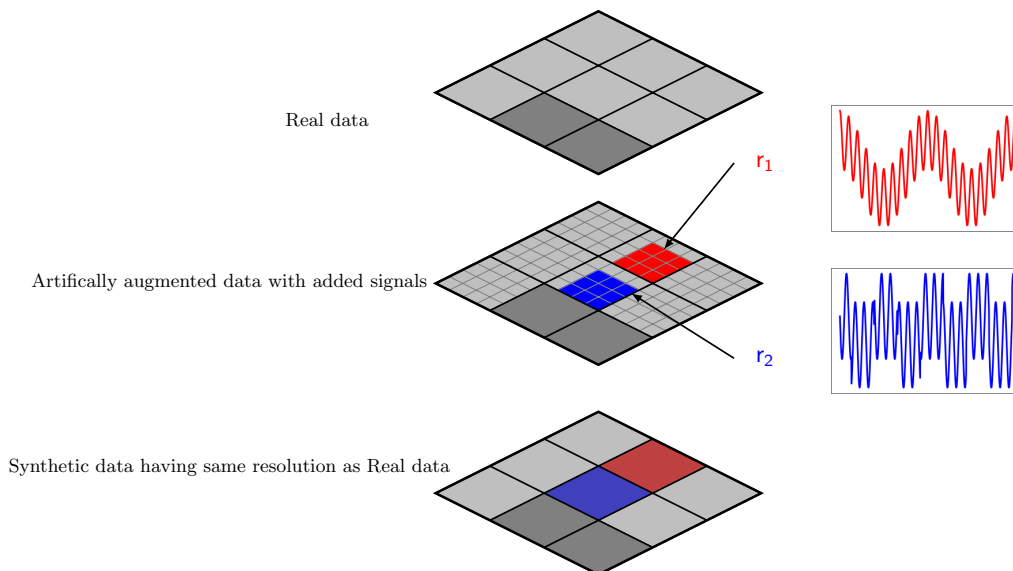 Real data
r₁
Artifically augmented data with added signals
r₂
Synthetic data having same resolution as Real data